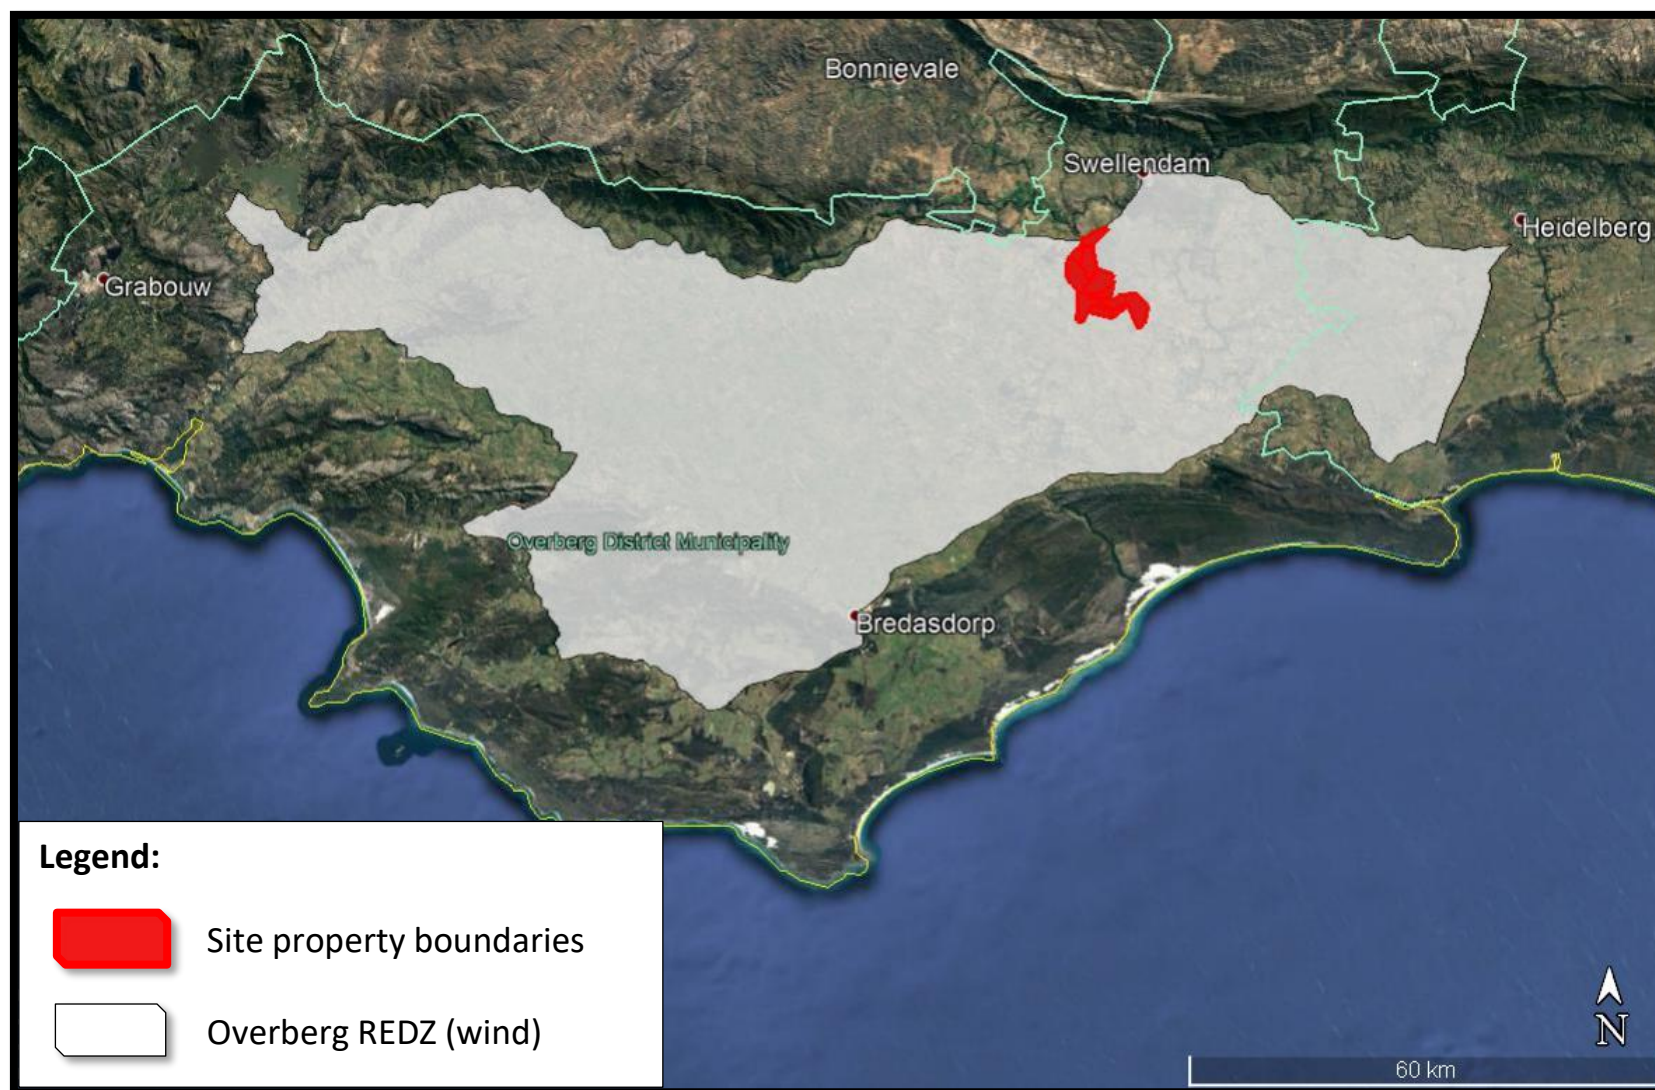 Bonnievale
Swellendam
Heidelberg
Grabouw
Overberg District Municipality
Bredasdorp
Legend:
Site property boundaries
Overberg REDZ (wind)
N
60 km